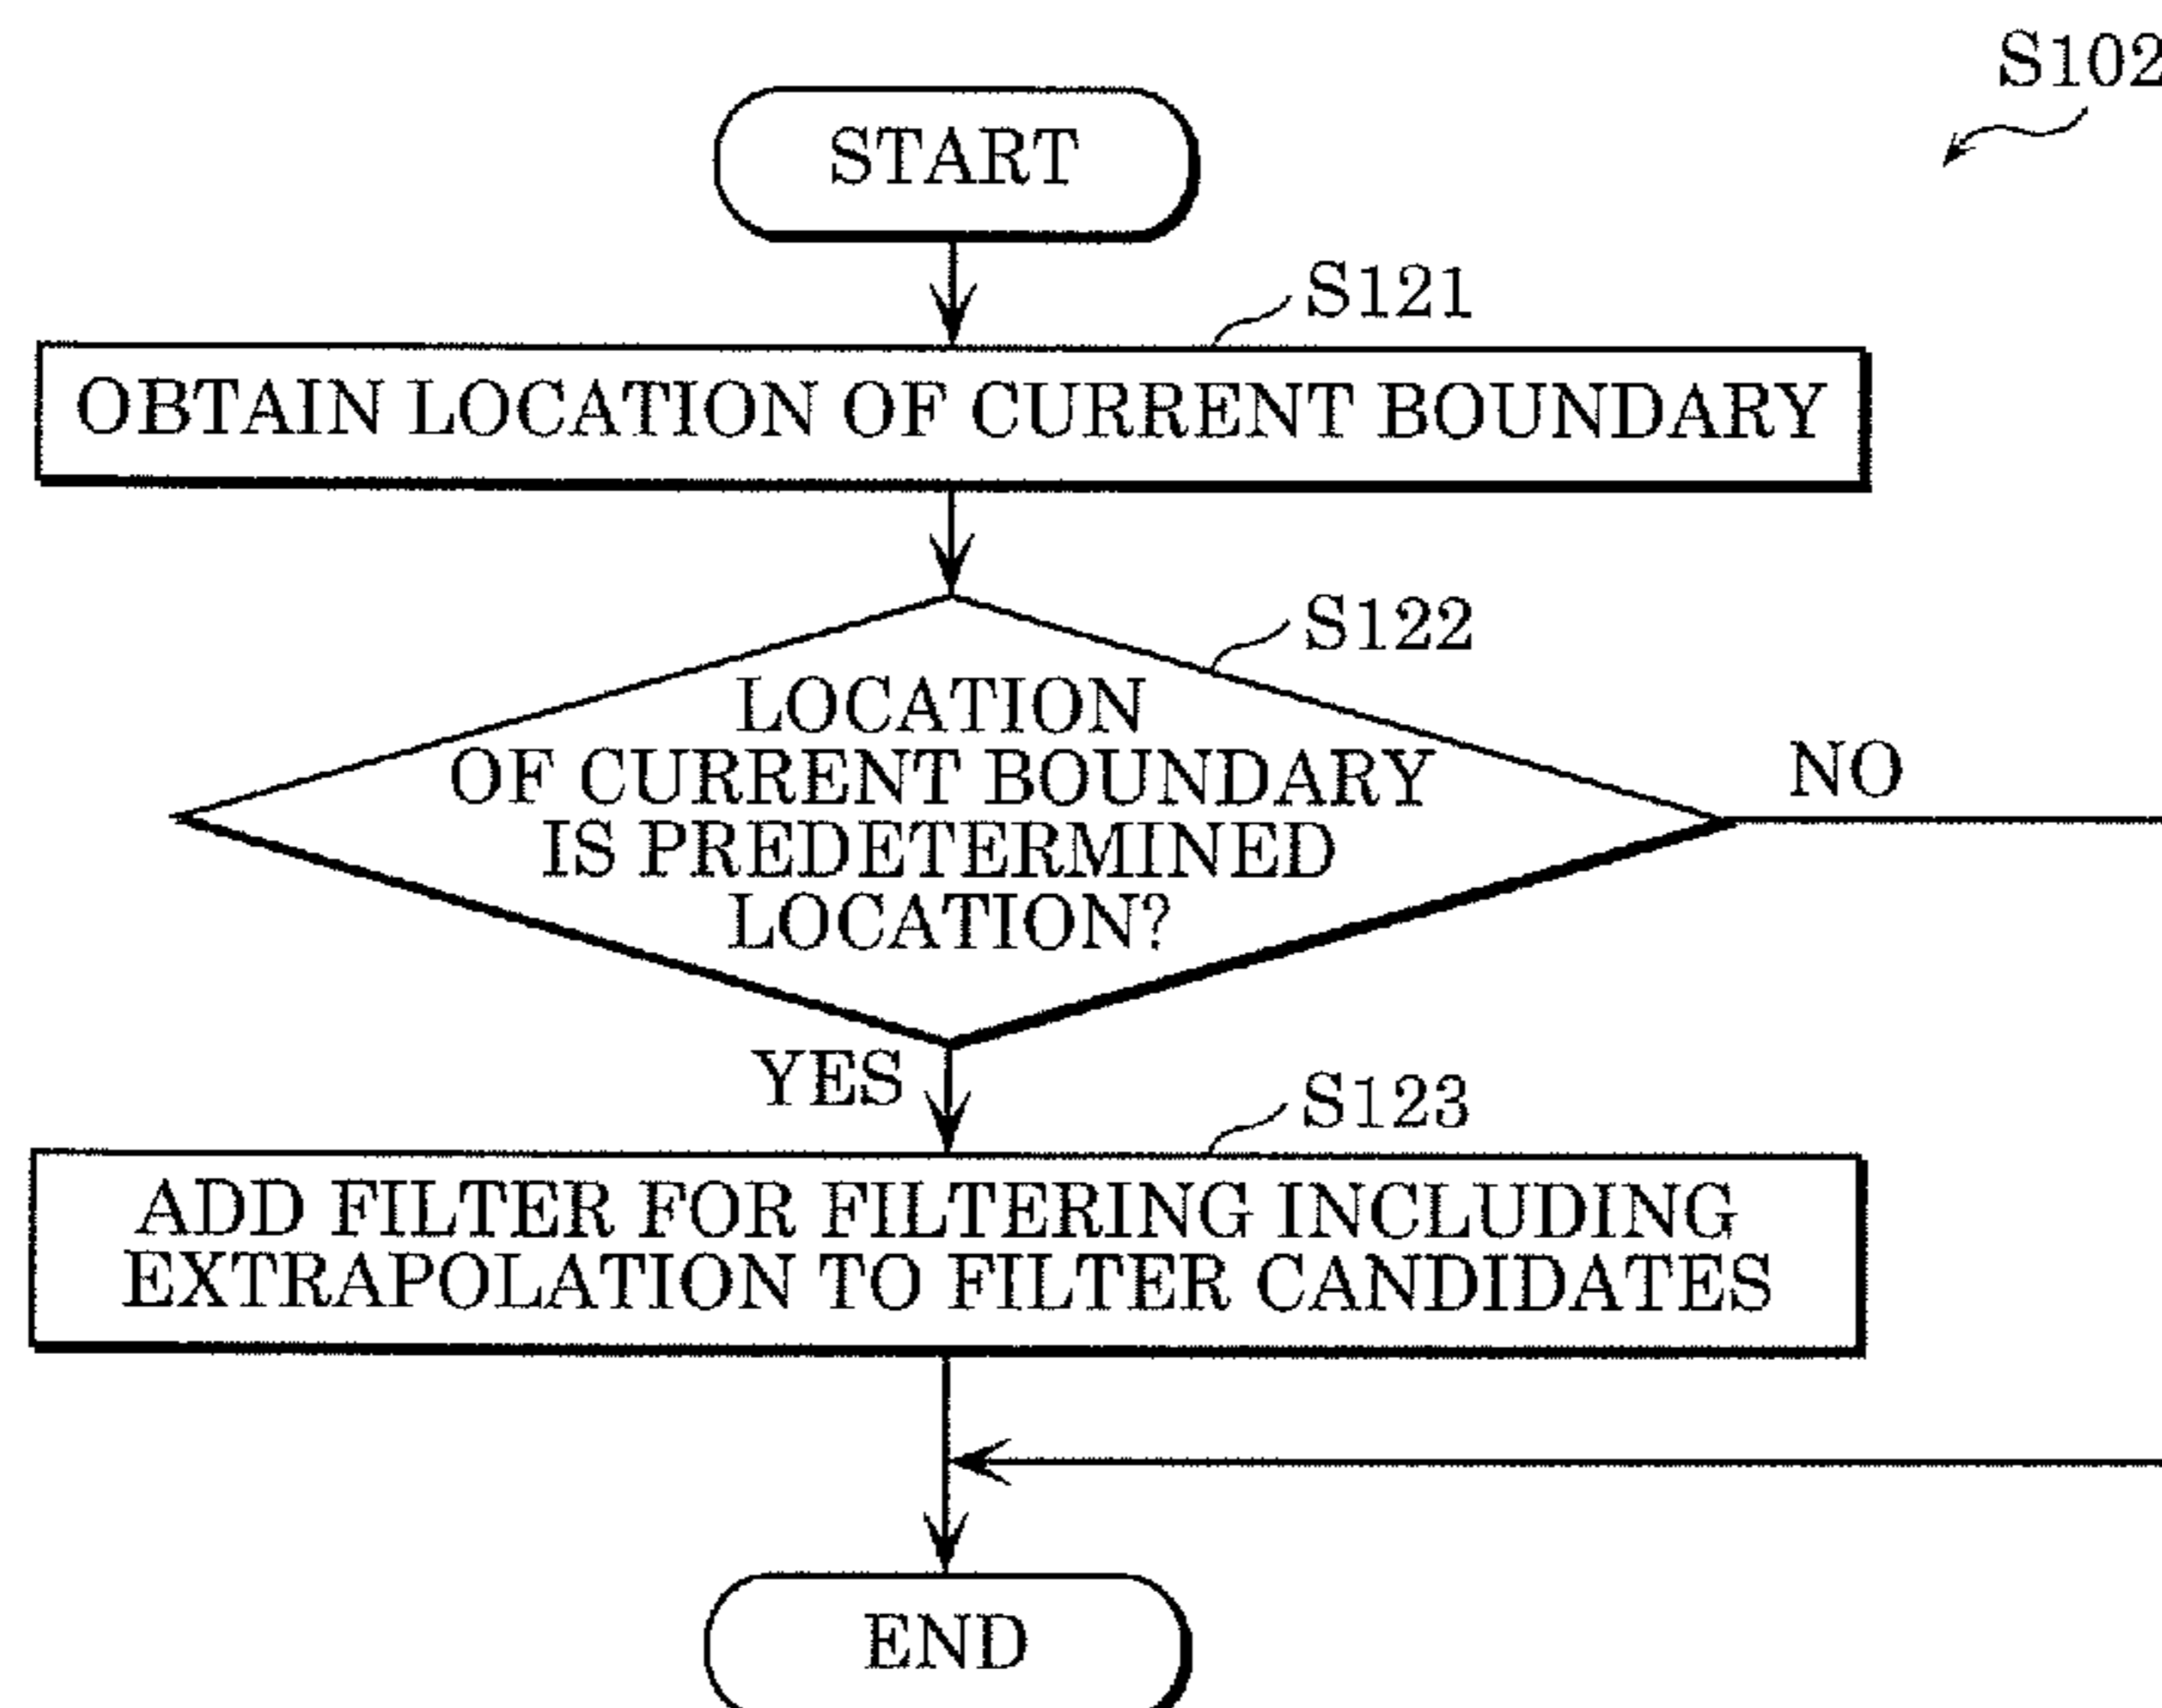 S102
START
S121
OBTAIN LOCATION OF CURRENT BOUNDARY
S122
LOCATION
OF CURRENT BOUNDARY
IS PREDETERMINED
LOCATION?
NO
YES
S123
ADD FILTER FOR FILTERING INCLUDING
EXTRAPOLATION TO FILTER CANDIDATES
END